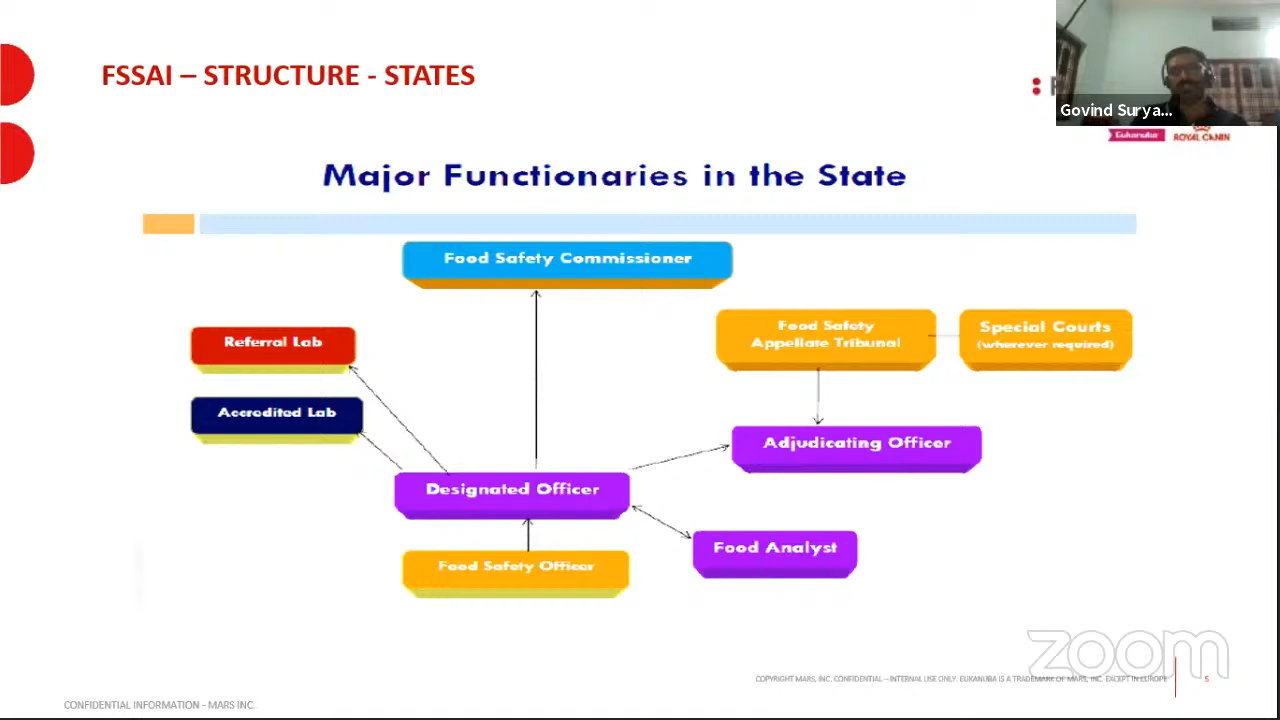 FSSAI – STRUCTURE - STATES
Govind Surya...
Eukanuba
ROYAL CANIN
Major Functionaries in the State
Food Safety Commissioner
Referral Lab
Food Safety
Appellate Tribunal
Special Courts
(wherever required)
Accredited Lab
Adjudicating Officer
Designated Officer
Food Analyst
Food Safety Officer
zoom
COPYRIGHT MARS, INC. CONFIDENTIAL – INTERNAL USE ONLY. EUKANUBA IS A TRADEMARK OF MARS, INC. EXCEPT IN EUROPE
5
CONFIDENTIAL INFORMATION - MARS INC.